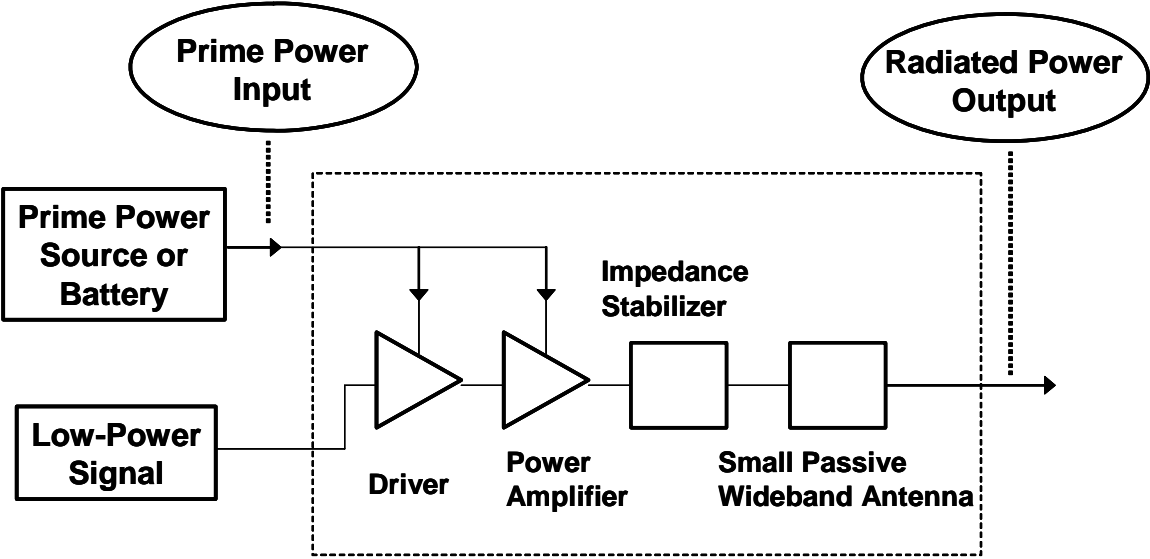 Prime Power
Input
Radiated Power
Output
Prime Power
Source or
Battery
Impedance
Stabilizer
Low-Power
Signal
Driver
Power
Amplifier
Small Passive
Wideband Antenna